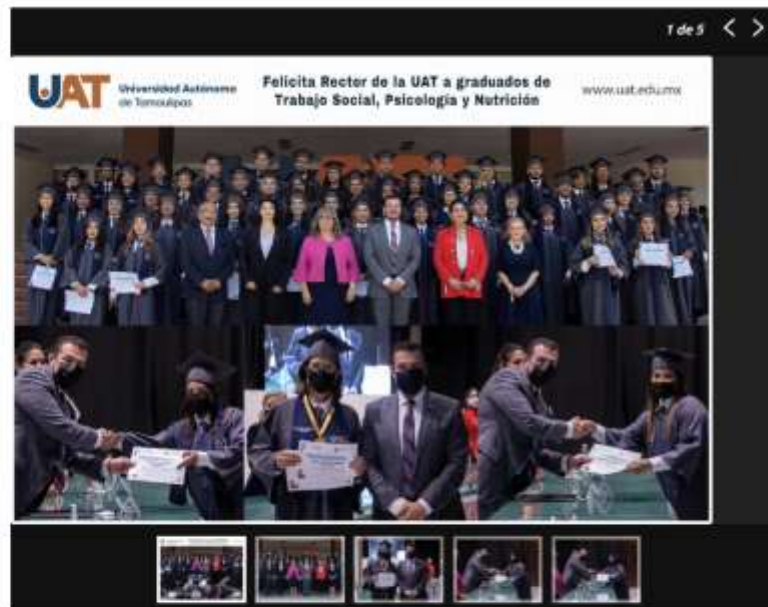 1 de 5
UAT Universidad Autónoma
de Tamaulipas
Felicita Rector de la UAT a graduados de
Trabajo Social, Psicología y Nutrición
www.uat.edu.mx